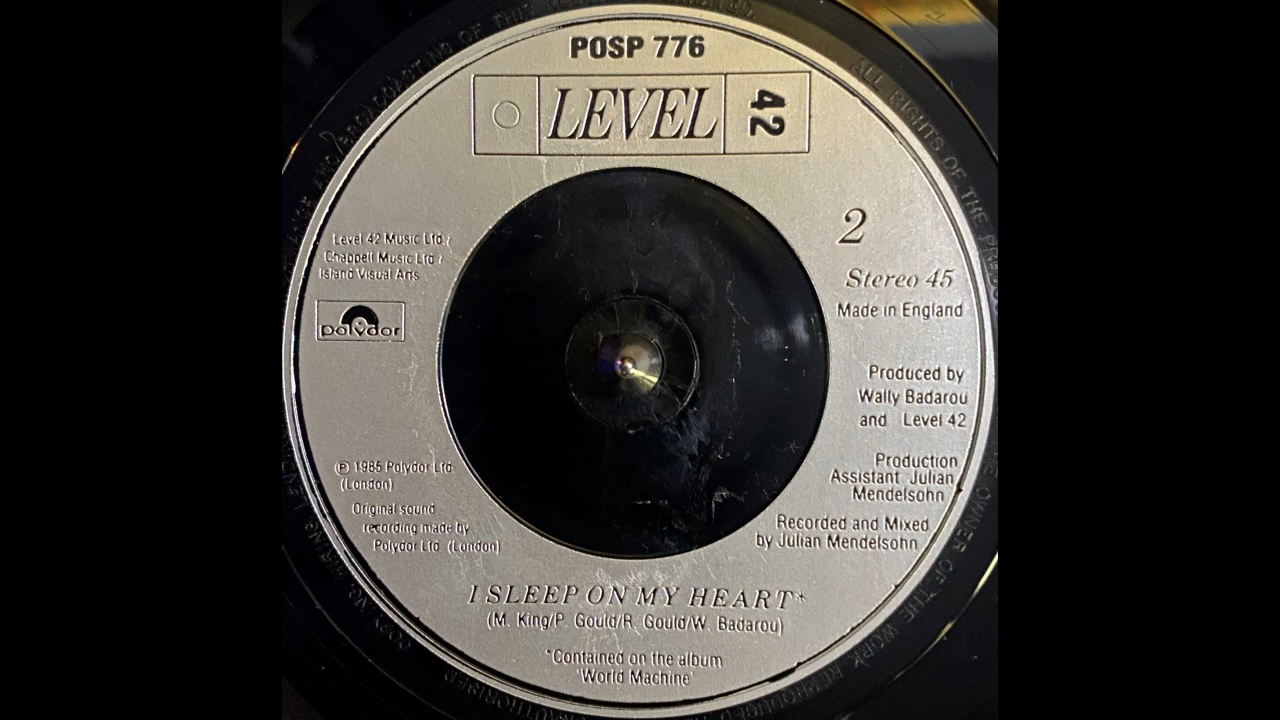 POSP 776
LEVEL 42
2
Stereo 45
Made in England
Level 42 Music Ltd /
Chappell Music Ltd /
Island Visual Arts
polydor
Produced by
Wally Badarou
and Level 42
Production
Assistant Julian
Mendelsohn
Recorded and Mixed
by Julian Mendelsohn
℗ 1985 Polydor Ltd
(London)
Original sound
recording made by
Polydor Ltd (London)
I SLEEP ON MY HEART*
(M. King/P. Gould/R. Gould/W. Badarou)
*Contained on the album
'World Machine'
ALL RIGHTS OF THE
OWNER OF THE WORK REPRODUCED